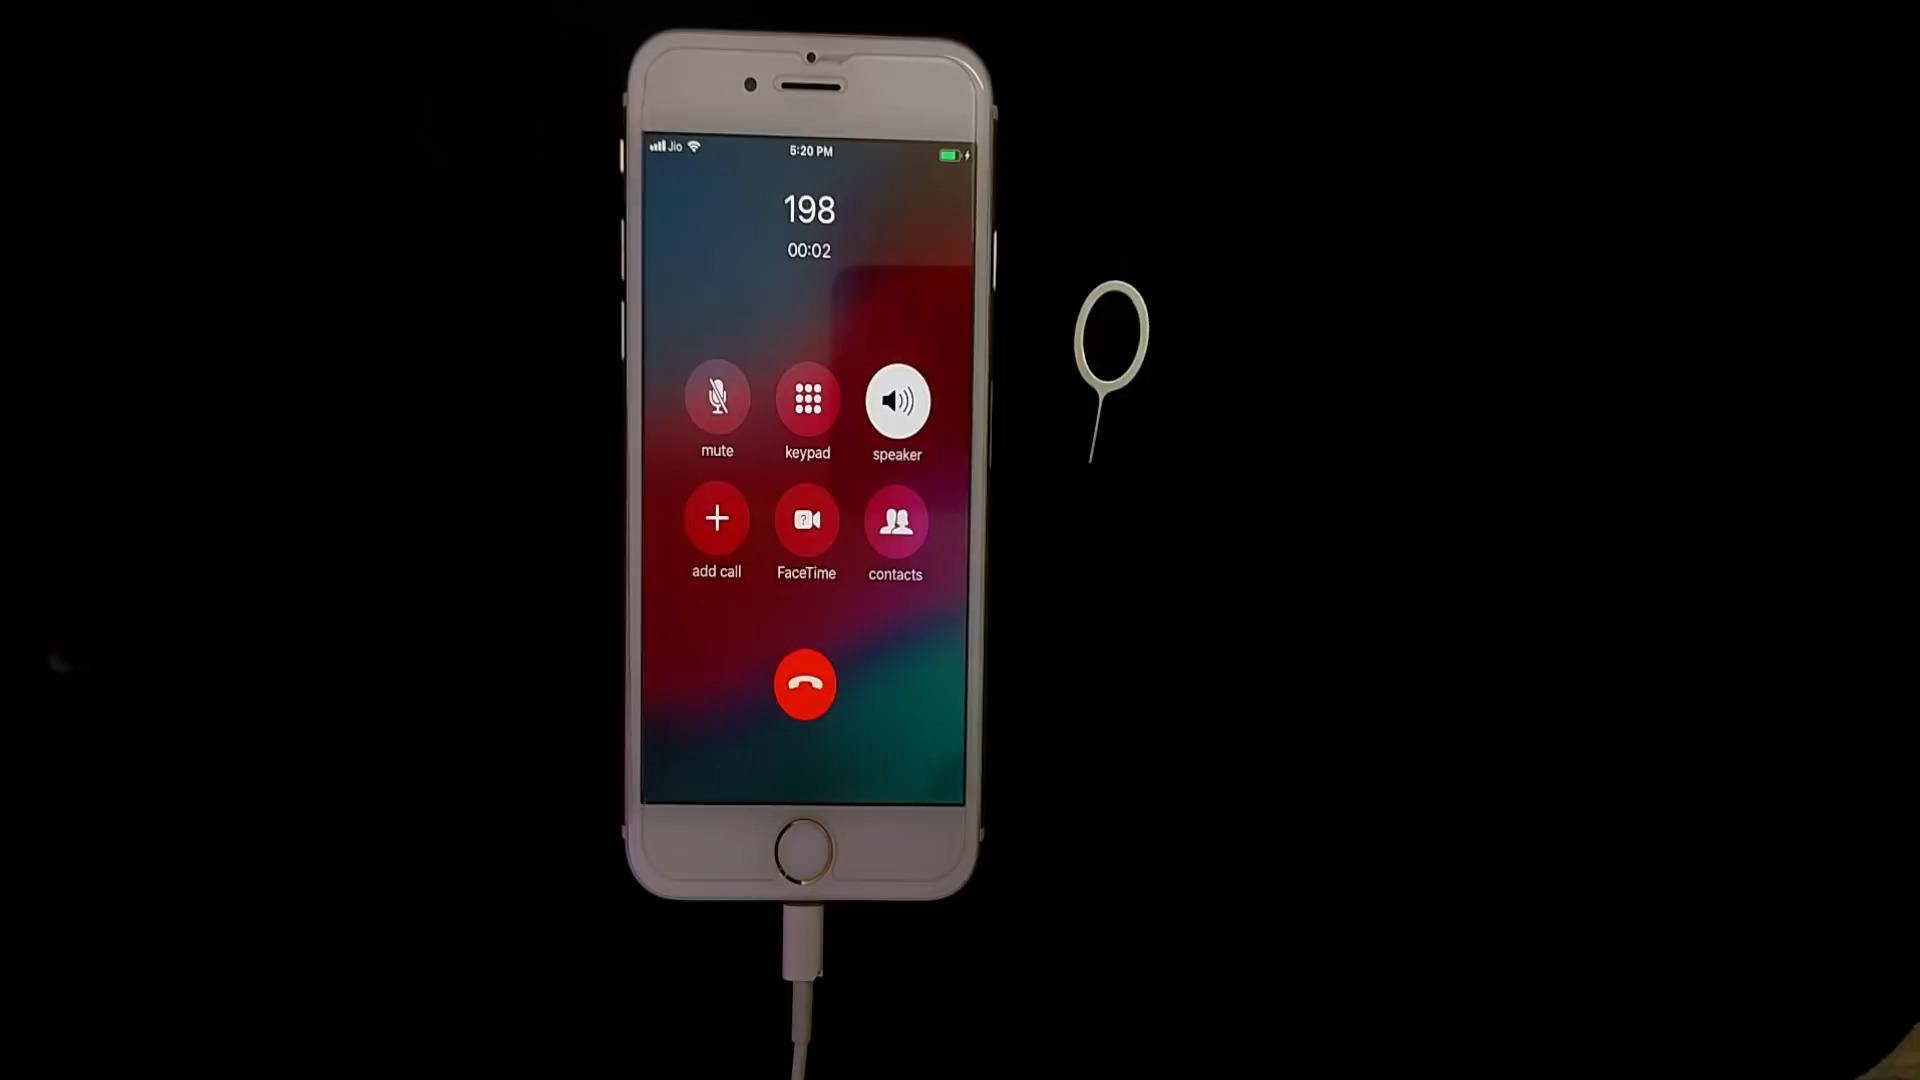 Jio
5:20 PM
198
00:02
mute keypad speaker
?
add call FaceTime contacts